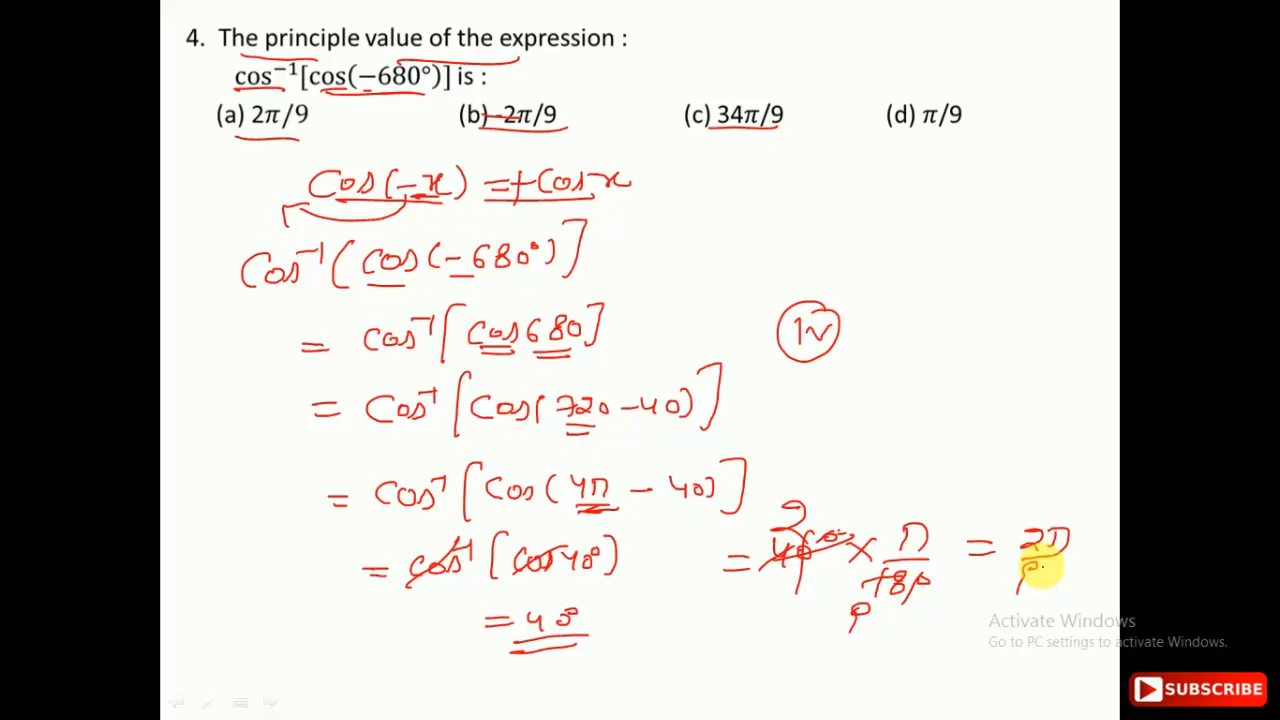 4. The principle value of the expression :
cos⁻¹[cos(−680°)] is :
(a) 2π/9 (b) -2π/9 (c) 34π/9 (d) π/9
Cos(-x) = + Cos x
Cos⁻¹(cos(-680°)]
= cos⁻¹[cos 680]
IV
= Cos⁻¹[Cos(720-40)]
= Cos⁻¹[Cos(4π - 40)]
= cos⁻¹[cos 40°)
= 40°
= 40° 2 × π/180 9 = 2π/9
Activate Windows
Go to PC settings to activate Windows.
SUBSCRIBE